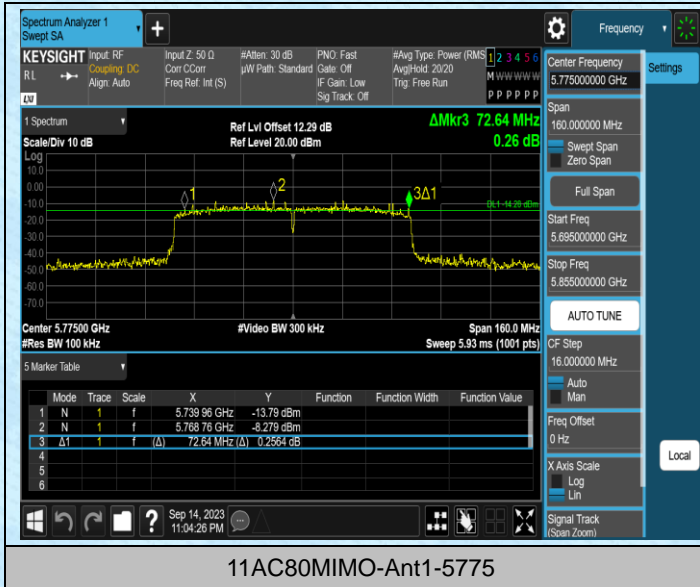 Spectrum Analyzer 1
Swept SA
+
Frequency
KEYSIGHT
RL
LXI
Input: RF
Coupling: DC
Align: Auto
Input Z: 50 Ω
Corr CCorr
Freq Ref: Int (S)
#Atten: 30 dB
µW Path: Standard
PNO: Fast
Gate: Off
IF Gain: Low
Sig Track: Off
#Avg Type: Power (RMS
Avg|Hold: 20/20
Trig: Free Run
1 2 3 4 5 6
M W W W W W
P P P P P P
1 Spectrum
Scale/Div 10 dB
Ref Lvl Offset 12.29 dB
Ref Level 20.00 dBm
ΔMkr3 72.64 MHz
0.26 dB
Log
10.0
0.00
-10.0
-20.0
-30.0
-40.0
-50.0
-60.0
-70.0
1
2
3Δ1
DL1 -14.28 dBm
Center 5.77500 GHz
#Res BW 100 kHz
#Video BW 300 kHz
Span 160.0 MHz
Sweep 5.93 ms (1001 pts)
5 Marker Table
Mode Trace Scale X Y Function Function Width Function Value
1 N 1 f 5.739 96 GHz -13.79 dBm
2 N 1 f 5.768 76 GHz -8.279 dBm
3 Δ1 1 f (Δ) 72.64 MHz (Δ) 0.2564 dB
4
5
6
?
Sep 14, 2023
11:04:26 PM
Center Frequency
5.775000000 GHz
Span
160.000000 MHz
Swept Span
Zero Span
Full Span
Start Freq
5.695000000 GHz
Stop Freq
5.855000000 GHz
AUTO TUNE
CF Step
16.000000 MHz
Auto
Man
Freq Offset
0 Hz
X Axis Scale
Log
Lin
Signal Track
(Span Zoom)
Settings
Local
11AC80MIMO-Ant1-5775